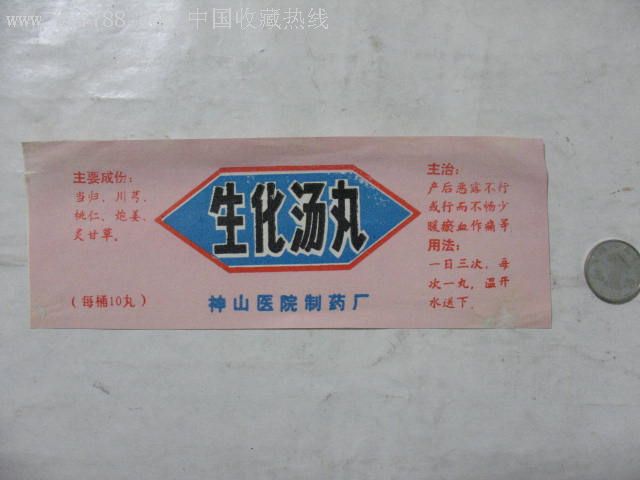 中国收藏热线
主要成份：
当归、川芎、
桃仁、炮姜、
炙甘草。
（每桶10丸）
生化汤丸
神山医院制药厂
主治：
产后恶露不行
或行而不畅少
腹瘀血作痛等
用法：
一日三次，每
次一丸，温开
水送下。